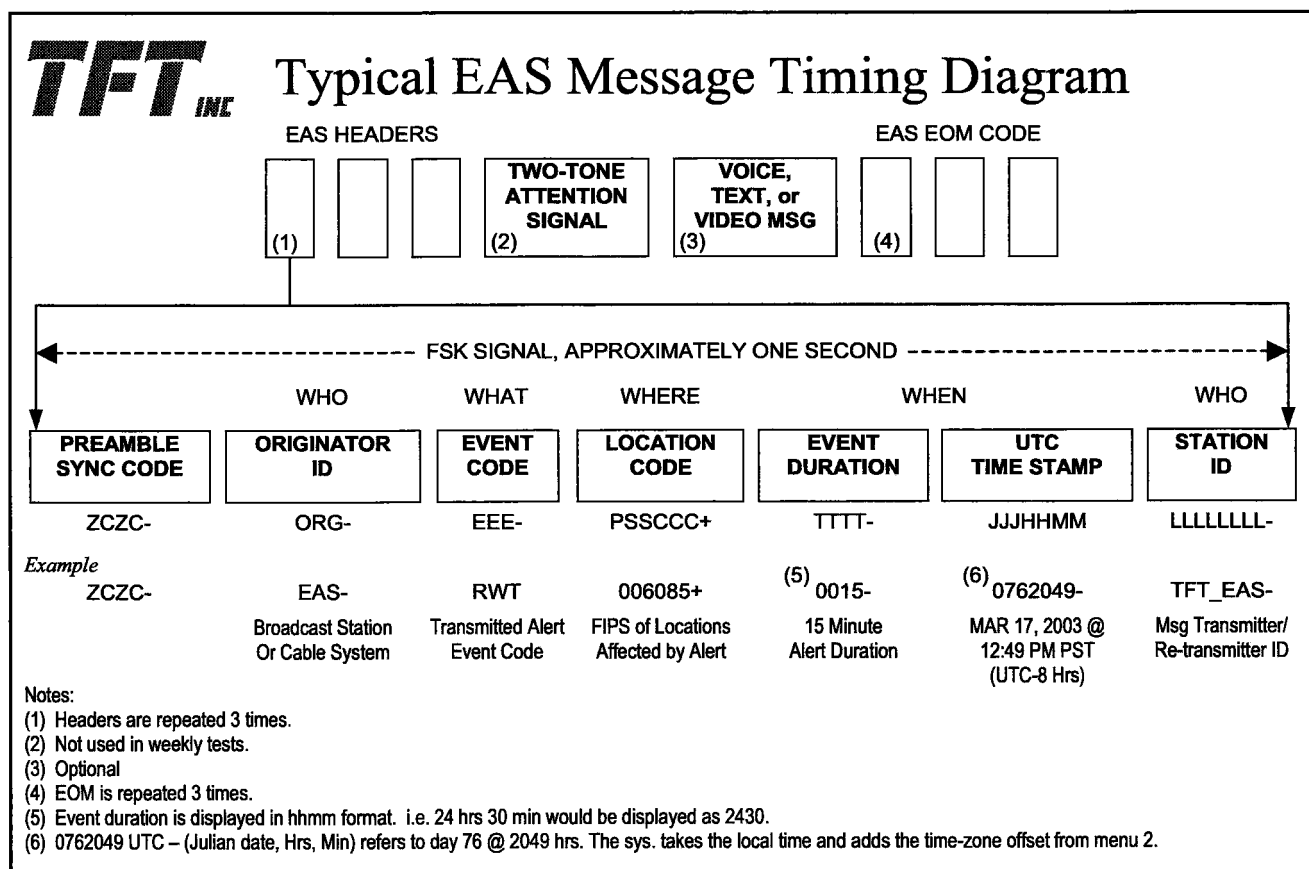 TFT INC
Typical EAS Message Timing Diagram
EAS HEADERS
EAS EOM CODE
(1)
TWO-TONE
ATTENTION
SIGNAL
(2)
VOICE,
TEXT, or
VIDEO MSG
(3)
(4)
FSK SIGNAL, APPROXIMATELY ONE SECOND
WHO WHAT WHERE WHEN WHO
PREAMBLE
SYNC CODE
ORIGINATOR
ID
EVENT
CODE
LOCATION
CODE
EVENT
DURATION
UTC
TIME STAMP
STATION
ID
ZCZC- ORG- EEE- PSSCCC+ TTTT- JJJHHMM LLLLLLLL-
Example
ZCZC- EAS- RWT 006085+ (5) 0015- (6) 0762049- TFT_EAS-
Broadcast Station
Or Cable System
Transmitted Alert
Event Code
FIPS of Locations
Affected by Alert
15 Minute
Alert Duration
MAR 17, 2003 @
12:49 PM PST
(UTC-8 Hrs)
Msg Transmitter/
Re-transmitter ID
Notes:
(1) Headers are repeated 3 times.
(2) Not used in weekly tests.
(3) Optional
(4) EOM is repeated 3 times.
(5) Event duration is displayed in hhmm format. i.e. 24 hrs 30 min would be displayed as 2430.
(6) 0762049 UTC – (Julian date, Hrs, Min) refers to day 76 @ 2049 hrs. The sys. takes the local time and adds the time-zone offset from menu 2.